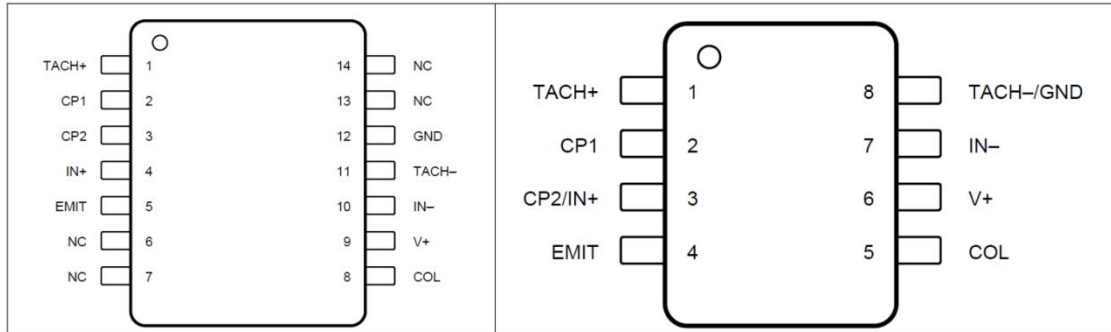 TACH+ 1 14 NC
CP1 2 13 NC
CP2 3 12 GND
IN+ 4 11 TACH–
EMIT 5 10 IN–
NC 6 9 V+
NC 7 8 COL
TACH+ 1 8 TACH–/GND
CP1 2 7 IN–
CP2/IN+ 3 6 V+
EMIT 4 5 COL